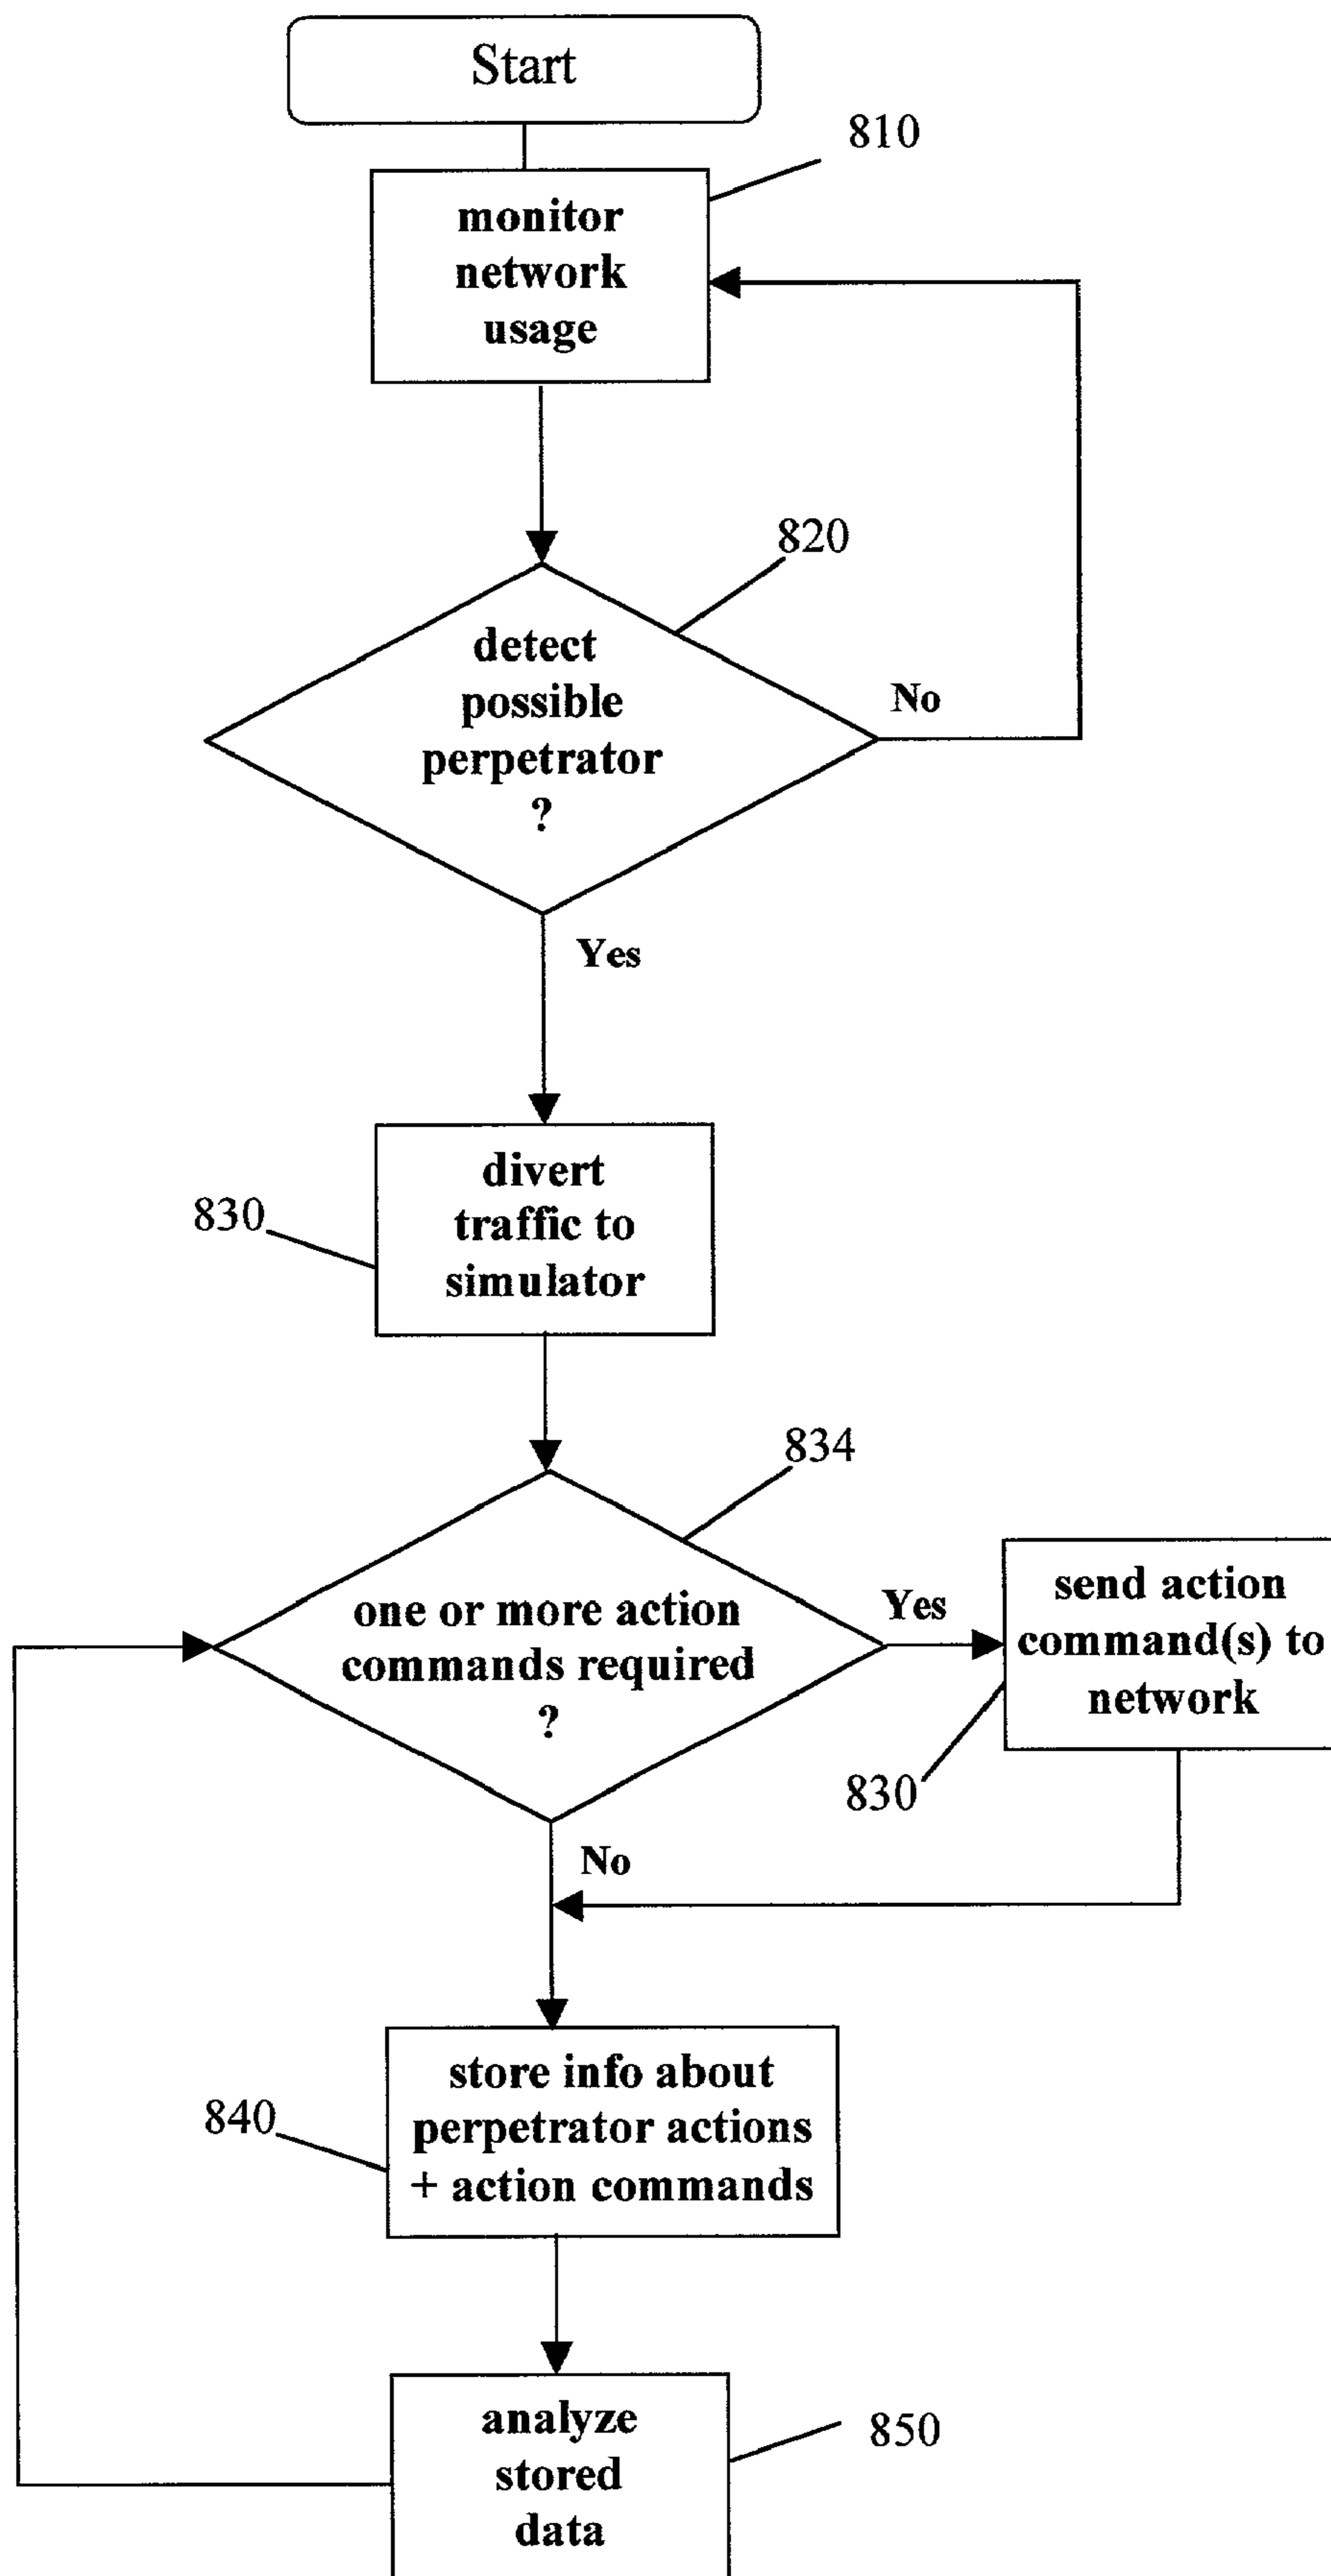 Start
810
monitor
network
usage
820
detect
possible
perpetrator
?
No
Yes
divert
traffic to
simulator
830
834
one or more action
commands required
?
Yes
send action
command(s) to
network
830
No
store info about
perpetrator actions
+ action commands
840
analyze
stored
data
850